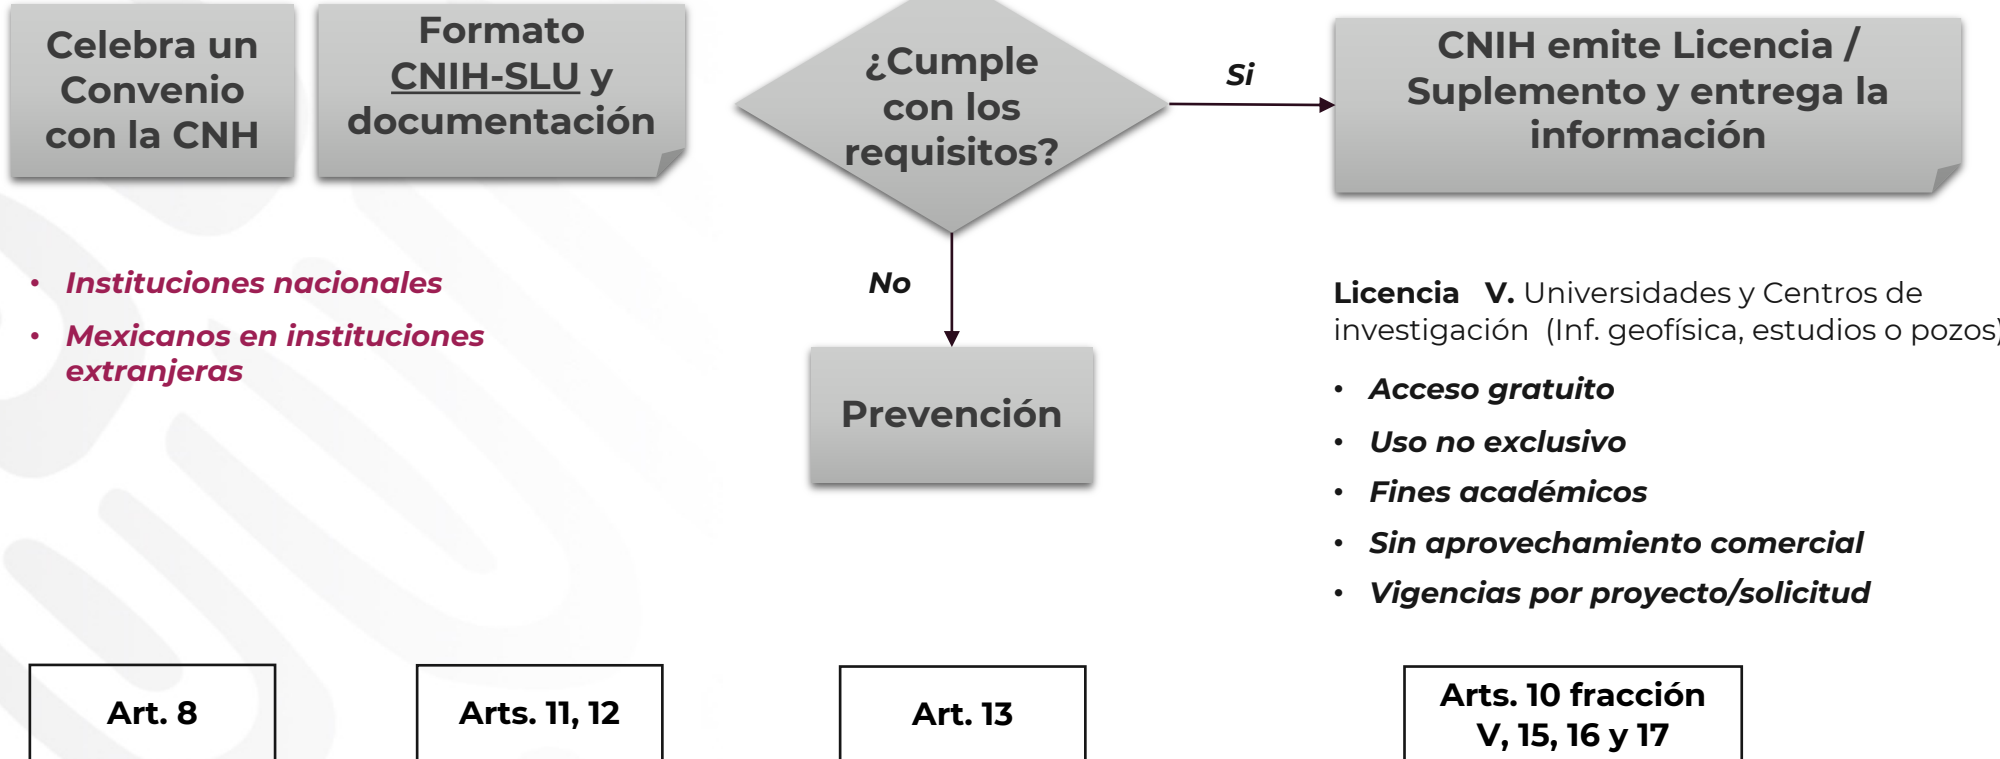 Celebra un
Convenio
con la CNH
Formato
CNIH-SLU y
documentación
¿Cumple
con los
requisitos?
Si
CNIH emite Licencia /
Suplemento y entrega la
información
• Instituciones nacionales
• Mexicanos en instituciones
extranjeras
No
Prevención
Licencia V. Universidades y Centros de
investigación (Inf. geofísica, estudios o pozos)
• Acceso gratuito
• Uso no exclusivo
• Fines académicos
• Sin aprovechamiento comercial
• Vigencias por proyecto/solicitud
Art. 8
Arts. 11, 12
Art. 13
Arts. 10 fracción
V, 15, 16 y 17